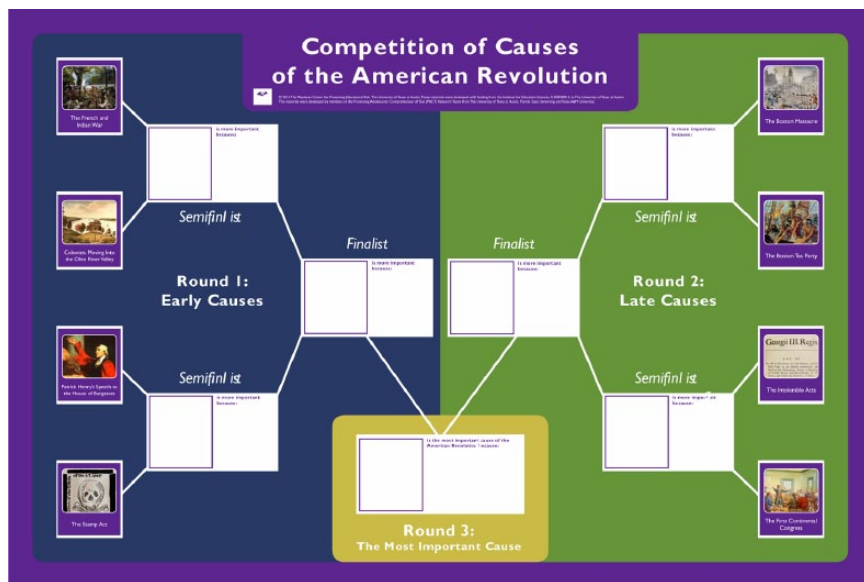 Competition of Causes
of the American Revolution
The French and
Indian War
is more important
because:
Semifinl ist
Colonists Moving Into
the Ohio River Valley
Round 1:
Early Causes
Finalist
is more important
because:
Patrick Henry's Speech to
the House of Burgesses
Semifinl ist
is more important
because:
The Stamp Act
The Boston Massacre
is more important
because:
Semifinl ist
The Boston Tea Party
Finalist
is more important
because:
Round 2:
Late Causes
Georgii III. Regis
The Intolerable Acts
Semifinl ist
because:
The First Continental
Congress
is the most important cause of the
American Revolution because:
Round 3:
The Most Important Cause